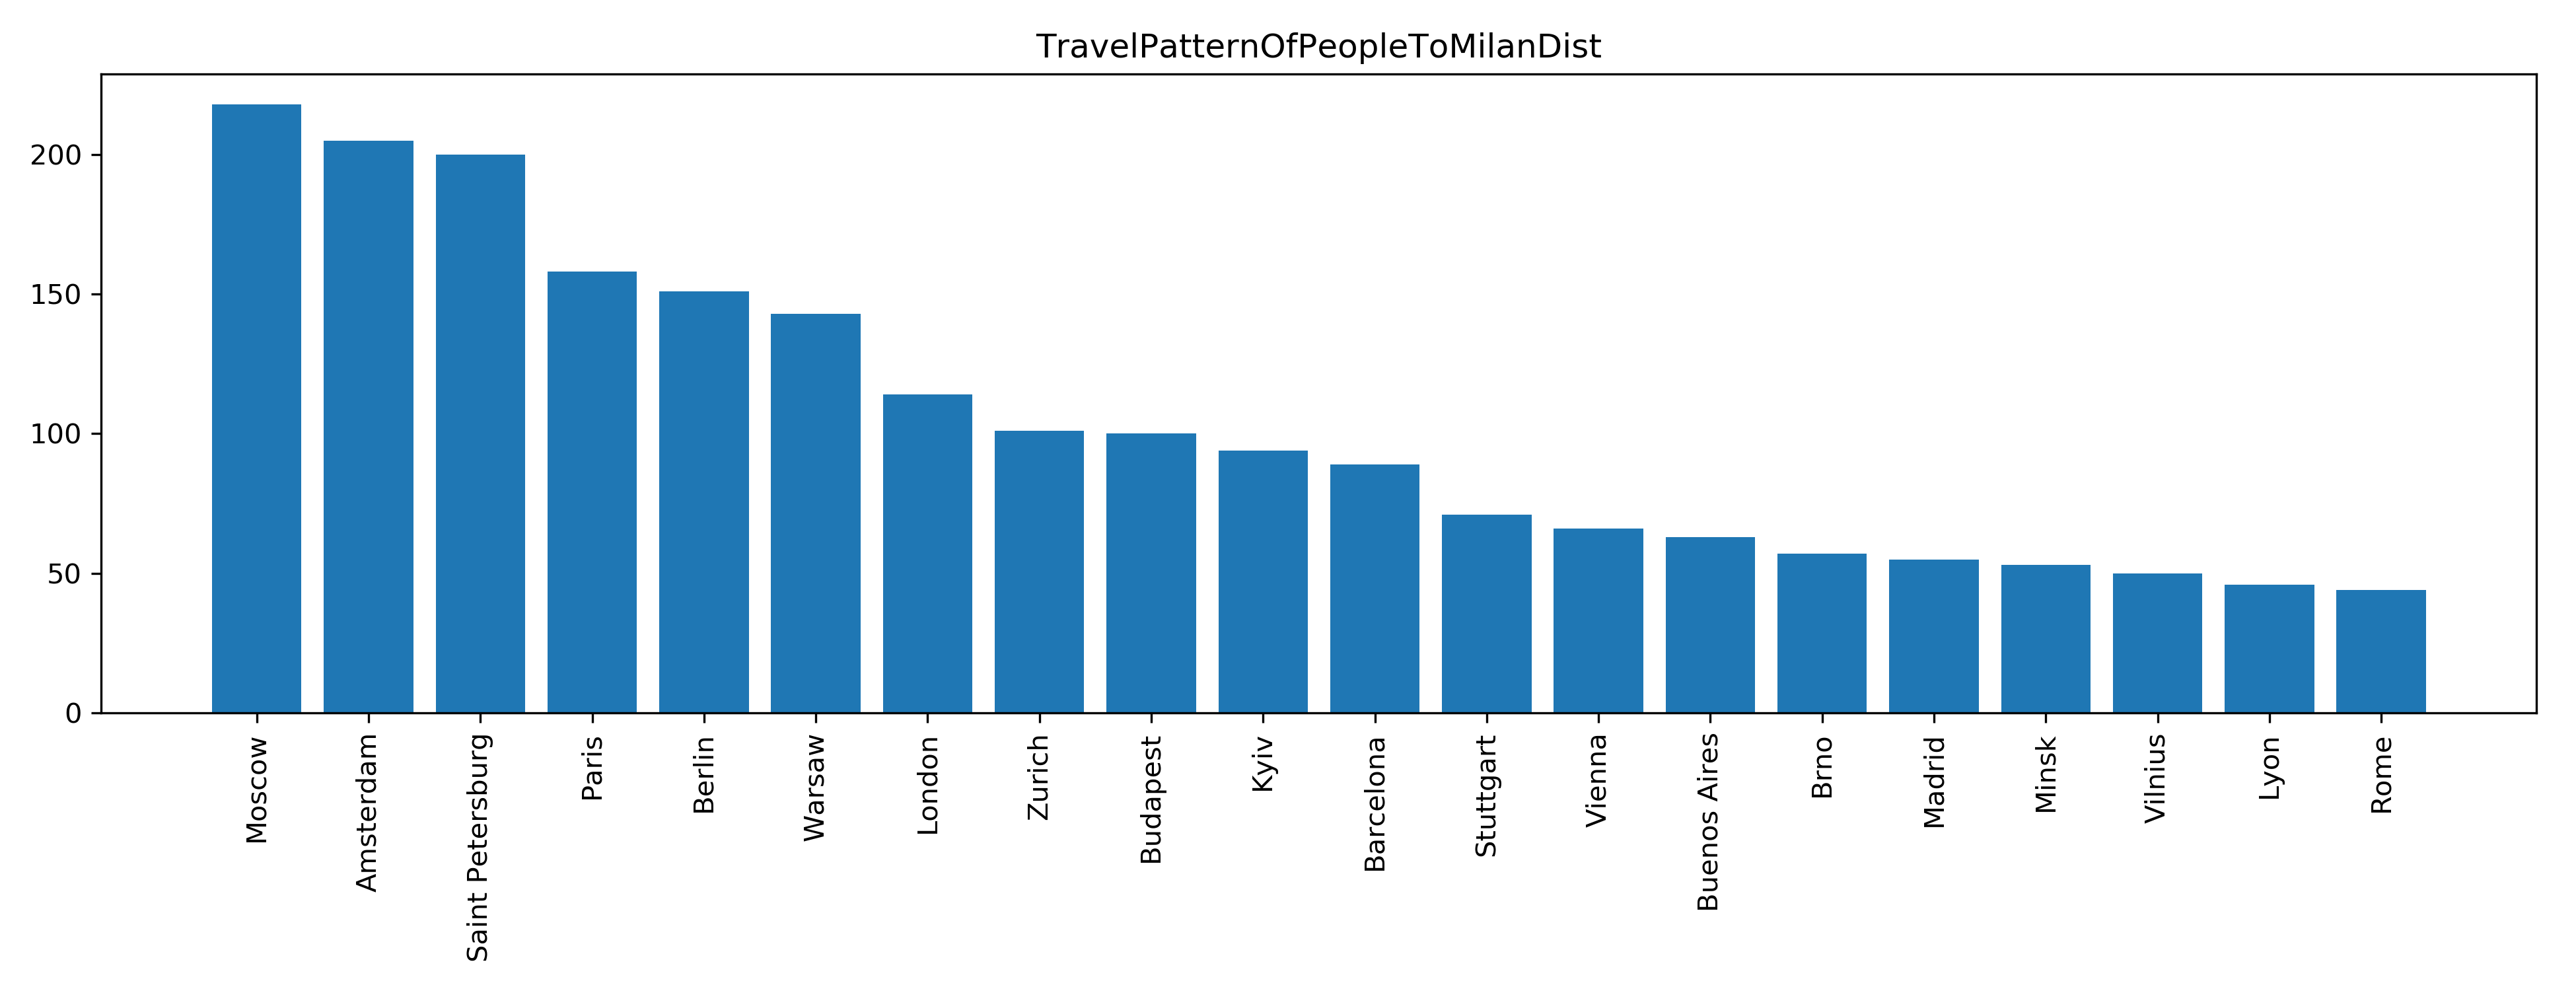 TravelPatternOfPeopleToMilanDist
200
150
100
50
0
Moscow
Amsterdam
Saint Petersburg
Paris
Berlin
Warsaw
London
Zurich
Budapest
Kyiv
Barcelona
Stuttgart
Vienna
Buenos Aires
Brno
Madrid
Minsk
Vilnius
Lyon
Rome